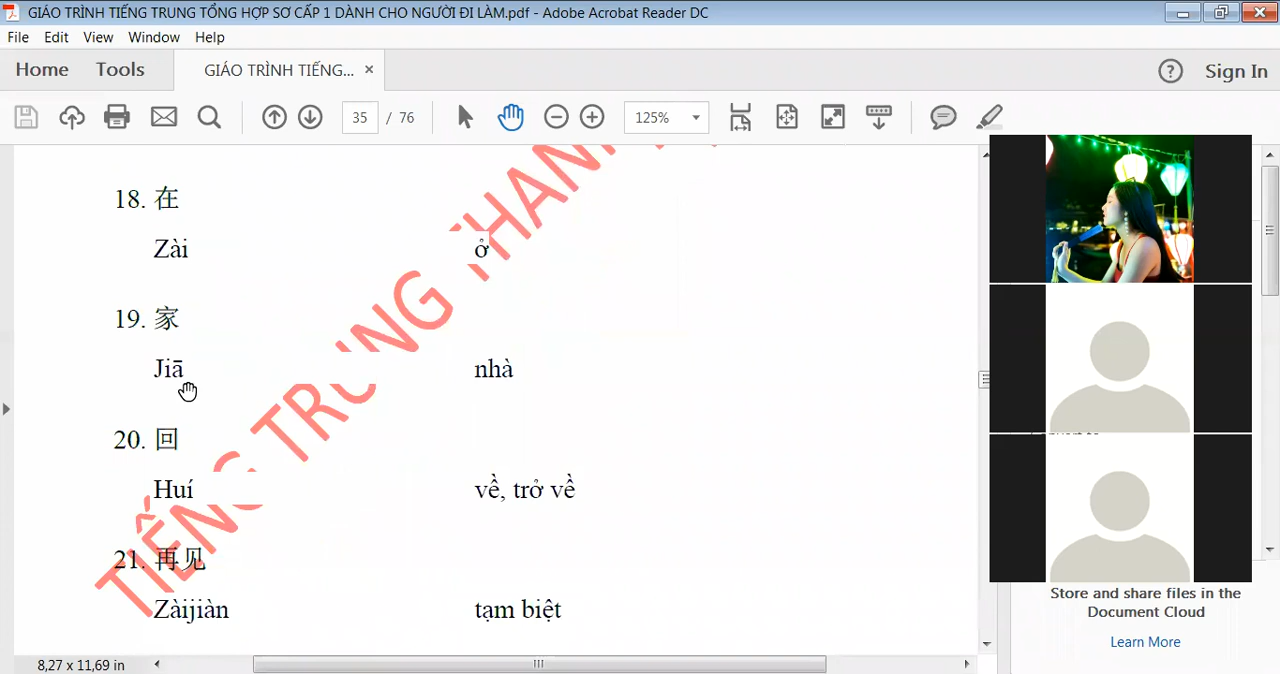 GIÁO TRÌNH TIẾNG TRUNG TỔNG HỢP SƠ CẤP 1 DÀNH CHO NGƯỜI ĐI LÀM.pdf - Adobe Acrobat Reader DC
File Edit View Window Help
Home Tools GIÁO TRÌNH TIẾNG... × Sign In
35 / 76 125%
18. 在
Zài ở
19. 家
Jiā nhà
20. 回
Huí về, trở về
21. 再见
Zàijiàn tạm biệt
TIẾNG TRUNG THAN
Store and share files in the
Document Cloud
Learn More
8,27 x 11,69 in